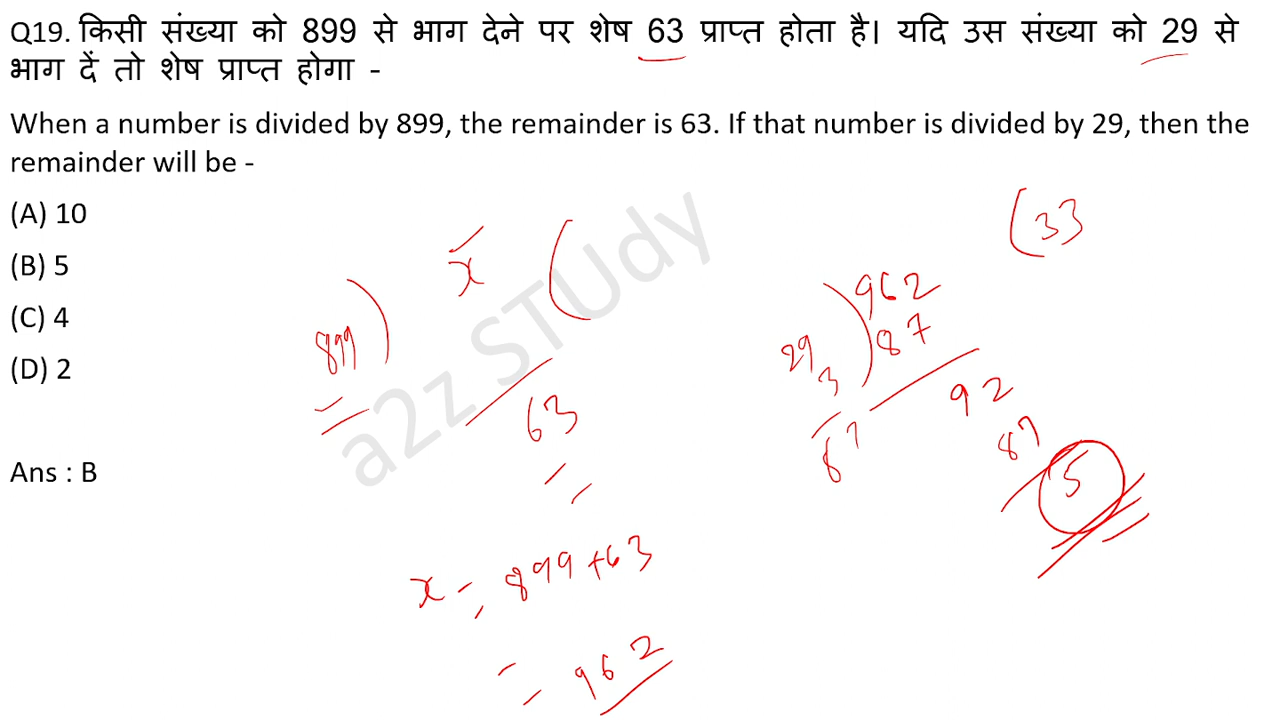 Q19. किसी संख्या को 899 से भाग देने पर शेष 63 प्राप्त होता है। यदि उस संख्या को 29 से
भाग दें तो शेष प्राप्त होगा -
When a number is divided by 899, the remainder is 63. If that number is divided by 29, then the
remainder will be -
(A) 10
(B) 5
(C) 4
(D) 2
Ans : B
a2z STUdy
899 ) x (
63
x = 899 + 63
= 962
29 ) 962 ( 33
3 87
87 92
87
5